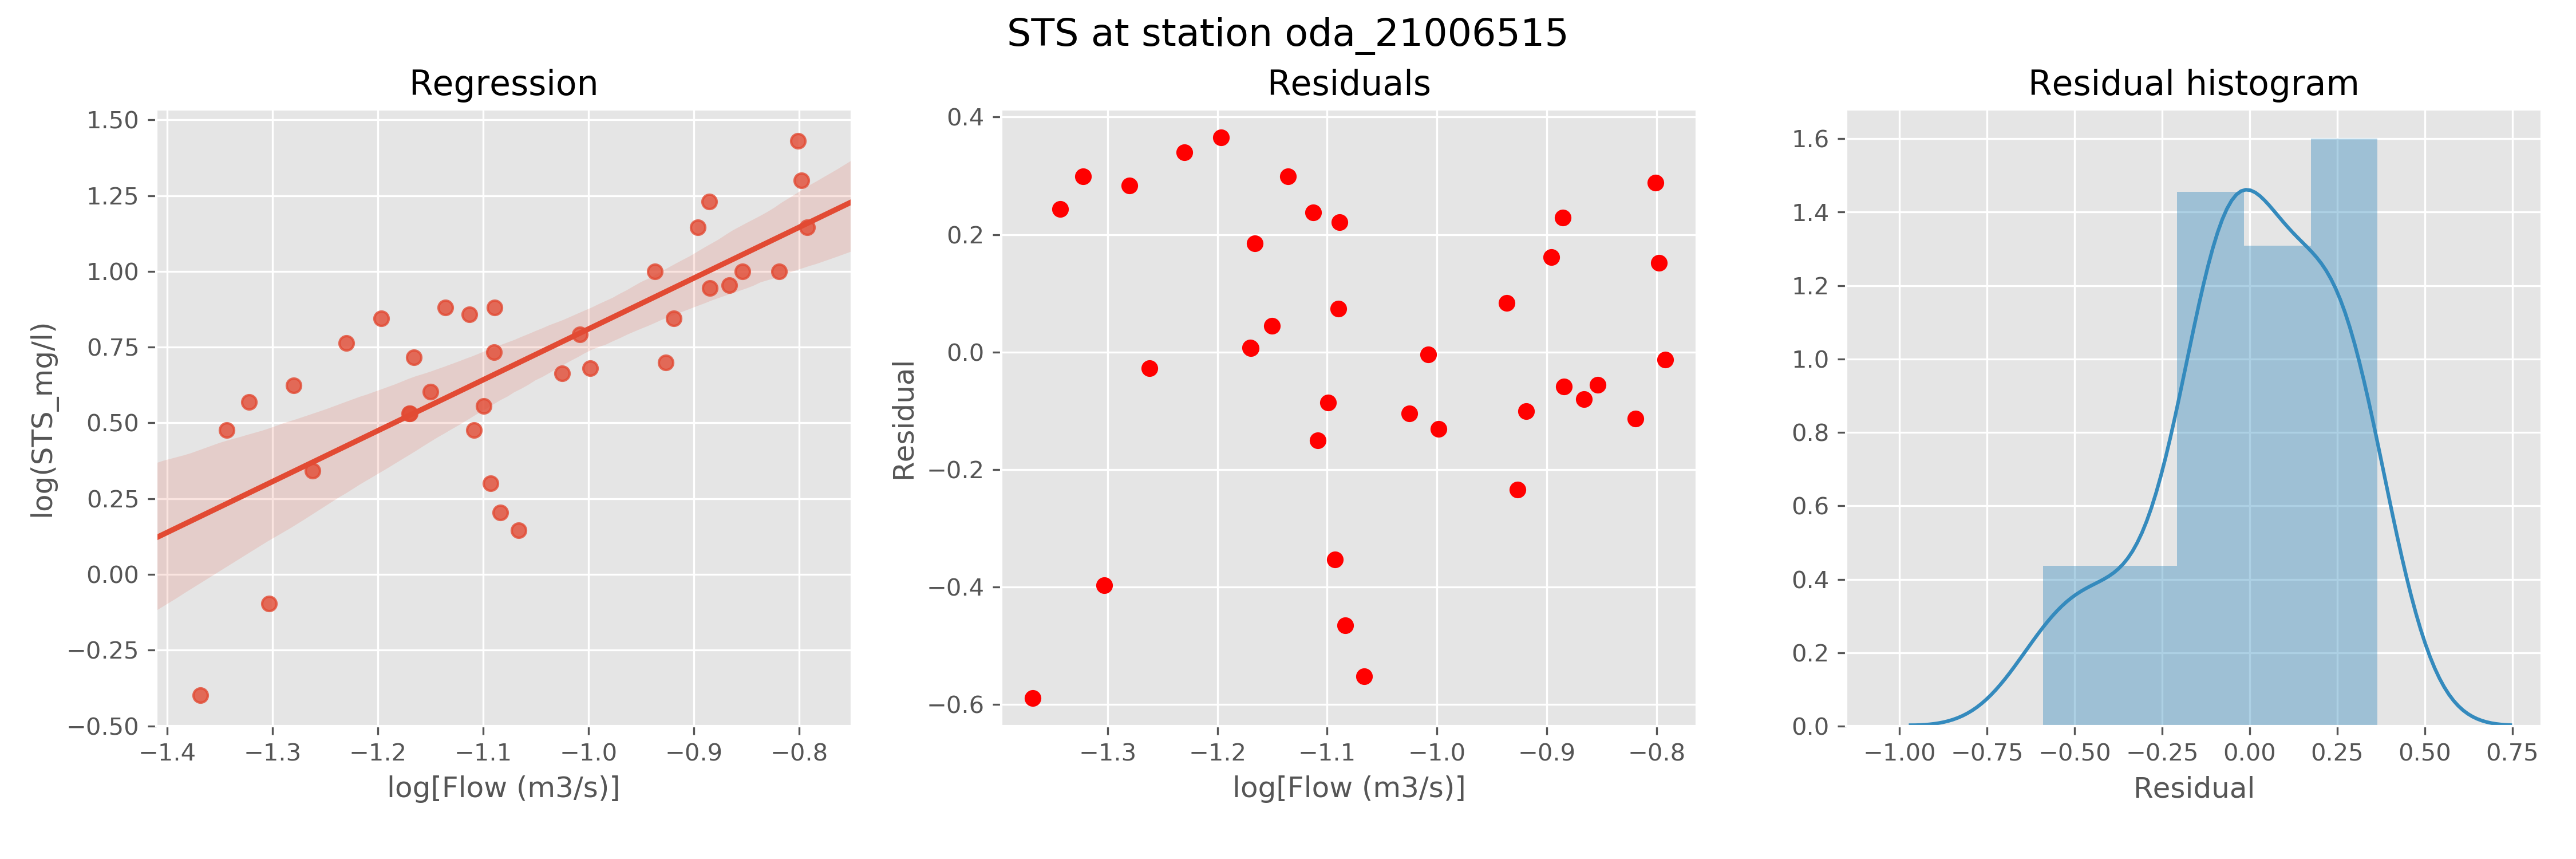 STS at station oda_21006515
Regression
1.50
1.25
1.00
0.75
0.50
0.25
0.00
−0.25
−0.50
log(STS_mg/l)
−1.4 −1.3 −1.2 −1.1 −1.0 −0.9 −0.8
log[Flow (m3/s)]
Residuals
0.4
0.2
0.0
−0.2
−0.4
−0.6
Residual
−1.3 −1.2 −1.1 −1.0 −0.9 −0.8
log[Flow (m3/s)]
Residual histogram
1.6
1.4
1.2
1.0
0.8
0.6
0.4
0.2
0.0
−1.00 −0.75 −0.50 −0.25 0.00 0.25 0.50 0.75
Residual